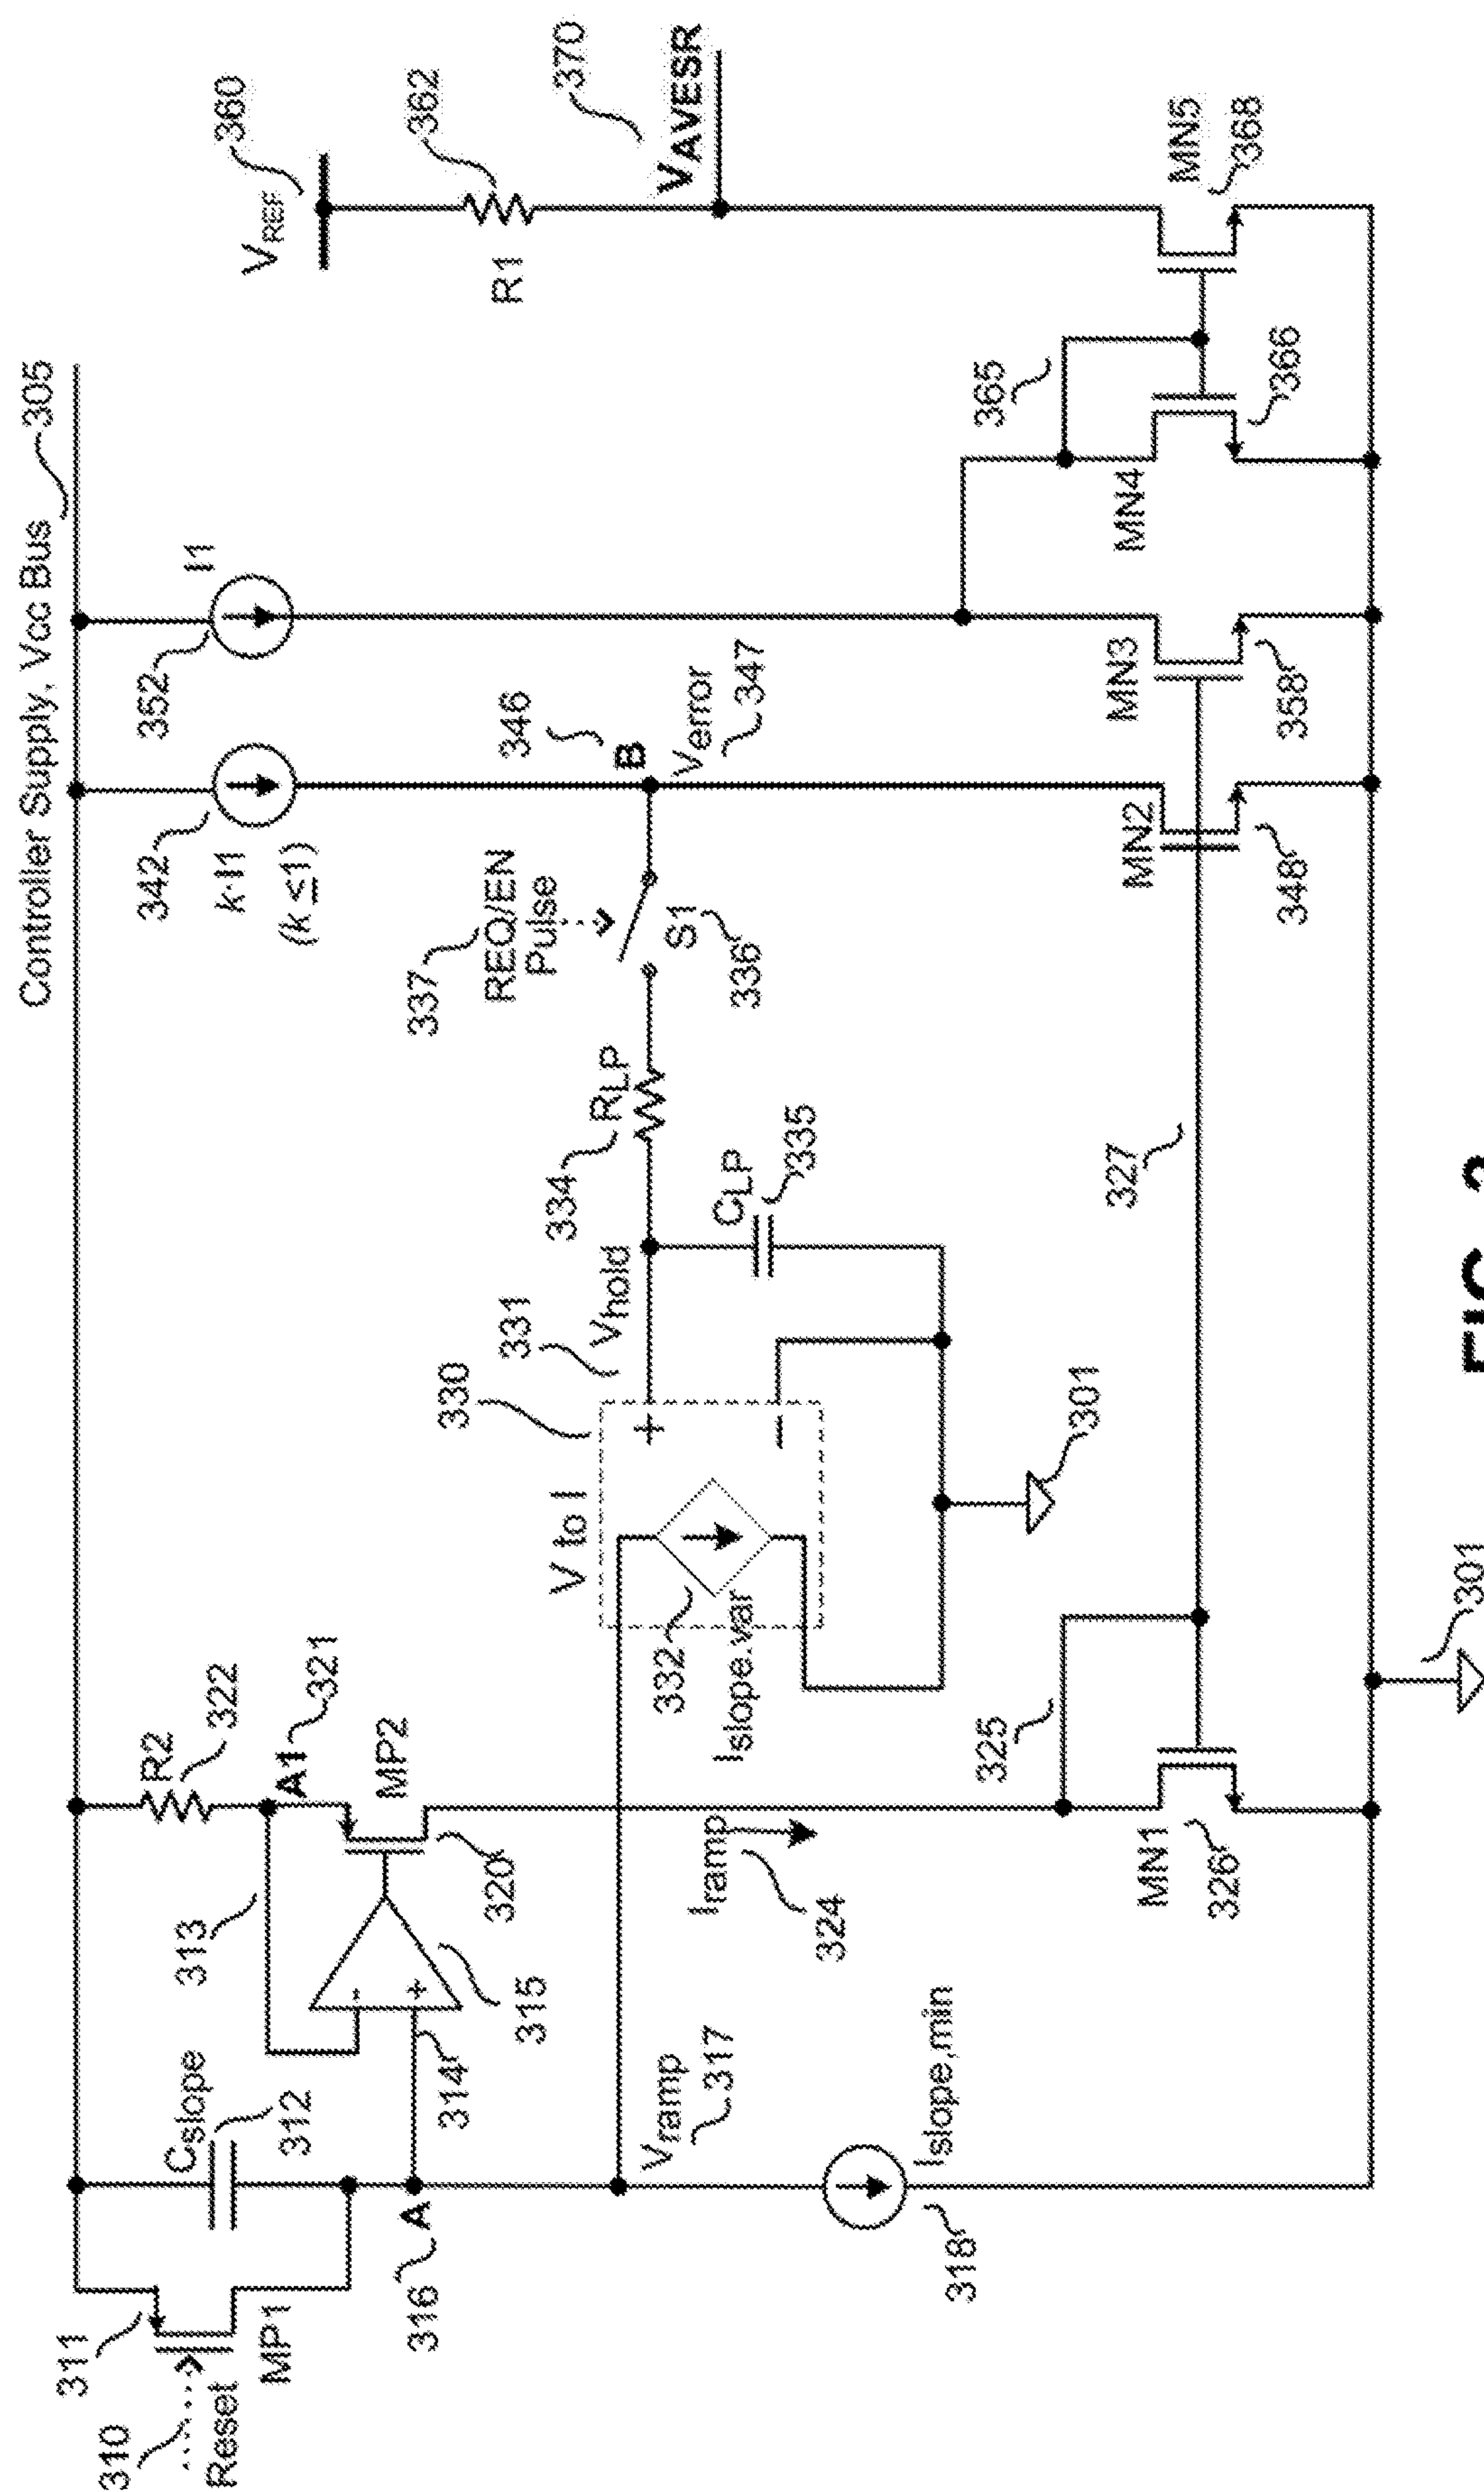 Controller Supply, Vcc Bus
305
310
Reset
311
MP1
Cslope
312
313
314
-
+
315
A
316
Vramp
317
318
Islope,min
R2
322
A1
321
MP2
320
Iramp
324
325
MN1
326
V to I
330
331
Vhold
332
Islope.var
+
−
301
301
334
RLP
CLP
335
337
REQ/EN
Pulse
S1
336
342
k·I1
(k ≤1)
346
B
Verror
347
MN2
348
327
352
I1
MN3
358
365
MN4
366
VREF
360
R1
362
370
VAVESR
MN5
368